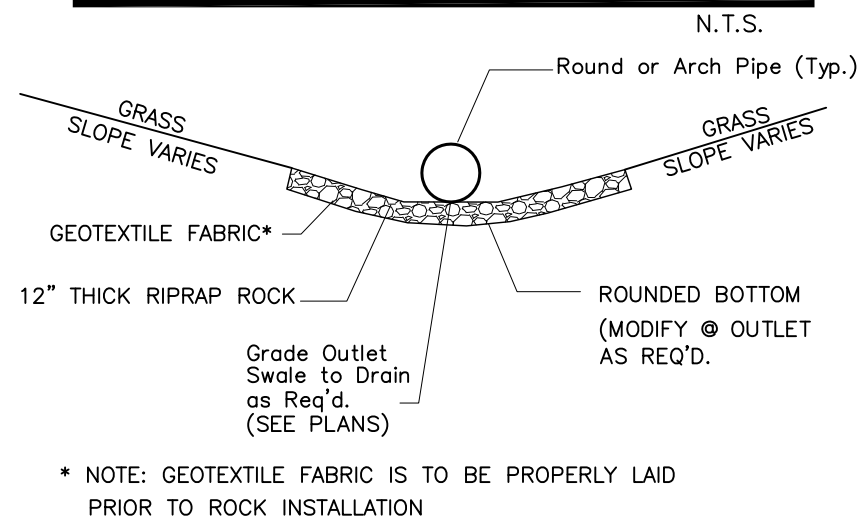 N.T.S.
Round or Arch Pipe (Typ.)
GRASS
SLOPE VARIES
GRASS
SLOPE VARIES
GEOTEXTILE FABRIC*
12" THICK RIPRAP ROCK
ROUNDED BOTTOM
(MODIFY @ OUTLET
AS REQ'D.
Grade Outlet
Swale to Drain
as Req'd.
(SEE PLANS)
* NOTE: GEOTEXTILE FABRIC IS TO BE PROPERLY LAID
PRIOR TO ROCK INSTALLATION